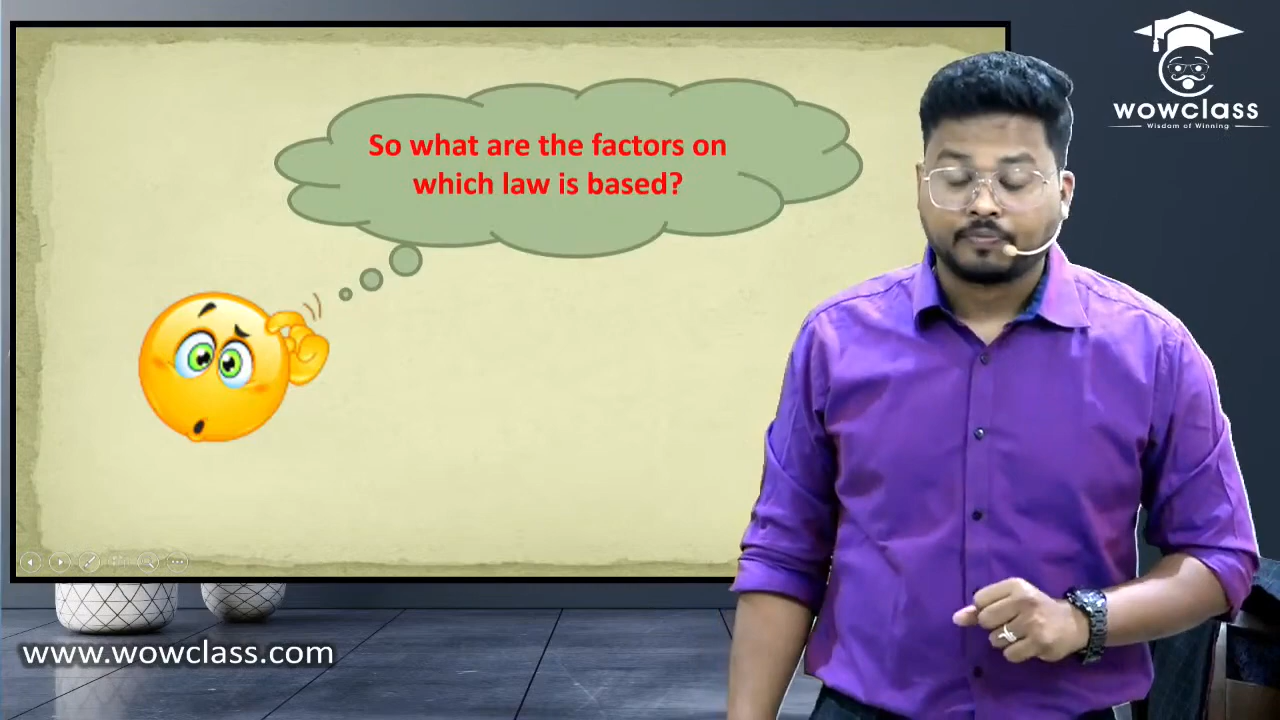 So what are the factors on
which law is based?
wowclass
Wisdom of Winning
www.wowclass.com